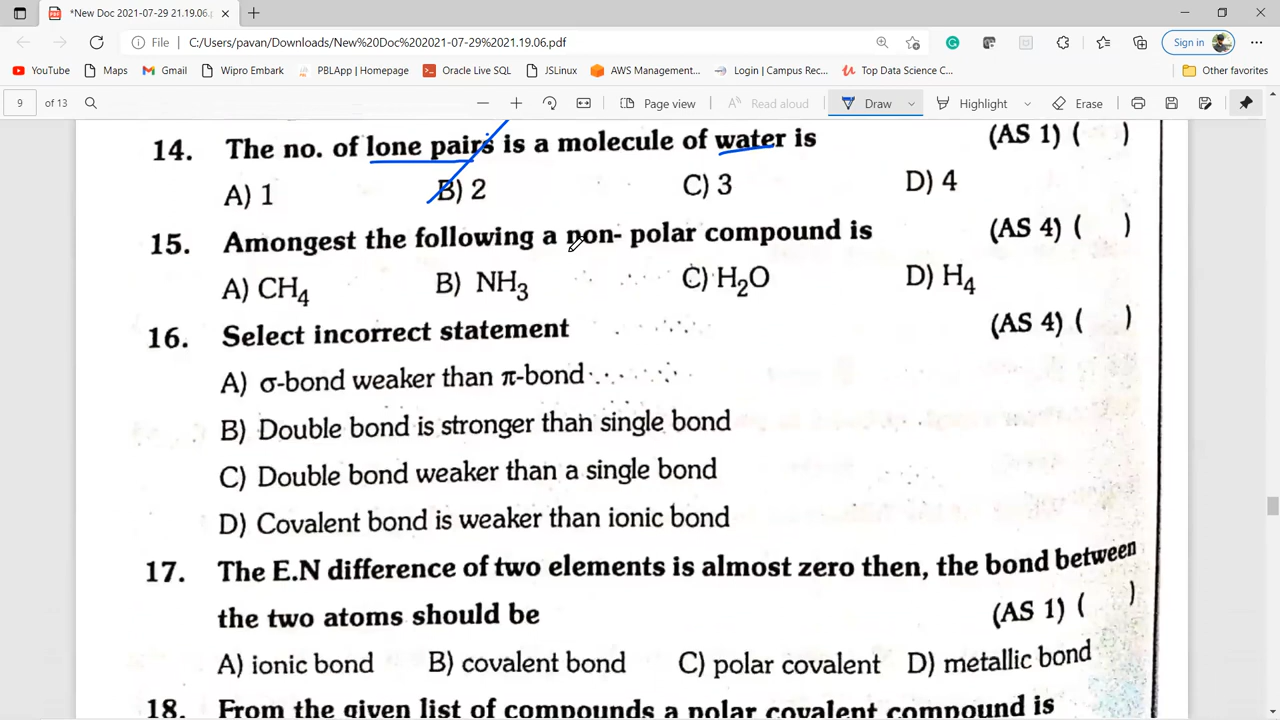 *New Doc 2021-07-29 21.19.06.p
File C:/Users/pavan/Downloads/New%20Doc%202021-07-29%2021.19.06.pdf Sign in
YouTube Maps Gmail Wipro Embark PBLApp | Homepage Oracle Live SQL JSLinux AWS Management... Login | Campus Rec... Top Data Science C... Other favorites
9 of 13 Page view Read aloud Draw Highlight Erase
14. The no. of lone pairs is a molecule of water is (AS 1) ( )
A) 1 B) 2 C) 3 D) 4
15. Amongest the following a non- polar compound is (AS 4) ( )
A) CH4 B) NH3 C) H2O D) H4
16. Select incorrect statement (AS 4) ( )
A) σ-bond weaker than π-bond
B) Double bond is stronger than single bond
C) Double bond weaker than a single bond
D) Covalent bond is weaker than ionic bond
17. The E.N difference of two elements is almost zero then, the bond between
the two atoms should be (AS 1) ( )
A) ionic bond B) covalent bond C) polar covalent D) metallic bond
18. From the given list of compounds a polar covalent compound is